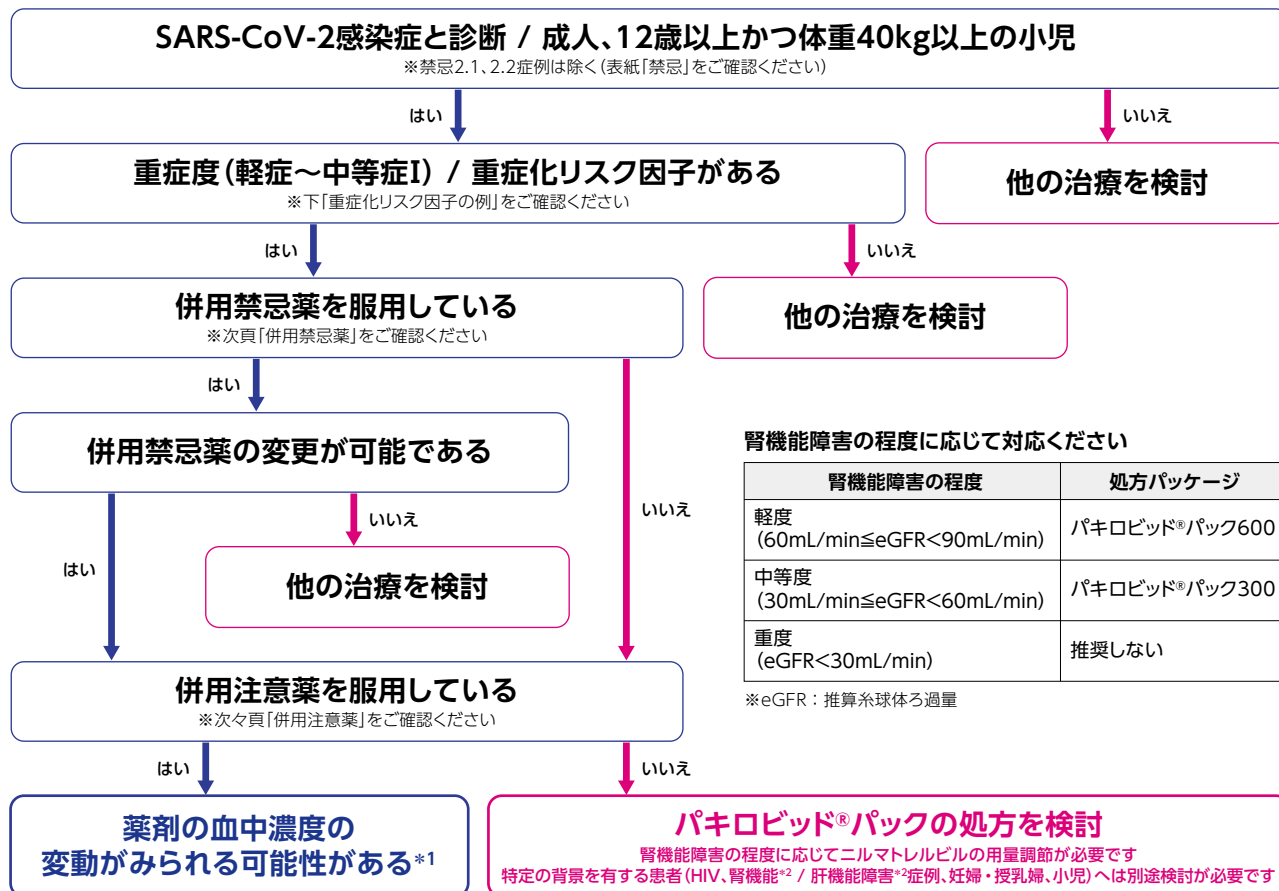 SARS-CoV-2感染症と診断 / 成人、12歳以上かつ体重40kg以上の小児
※禁忌2.1、2.2症例は除く(表紙「禁忌」をご確認ください)
はい
いいえ
重症度(軽症～中等症I) / 重症化リスク因子がある
※下「重症化リスク因子の例」をご確認ください
他の治療を検討
はい
いいえ
併用禁忌薬を服用している
※次頁「併用禁忌薬」をご確認ください
他の治療を検討
はい
併用禁忌薬の変更が可能である
いいえ
いいえ
はい
他の治療を検討
腎機能障害の程度に応じて対応ください
腎機能障害の程度 処方パッケージ
軽度
(60mL/min≦eGFR<90mL/min) パキロビッド®パック600
中等度
(30mL/min≦eGFR<60mL/min) パキロビッド®パック300
重度
(eGFR<30mL/min) 推奨しない
※eGFR：推算糸球体ろ過量
併用注意薬を服用している
※次々頁「併用注意薬」をご確認ください
はい
いいえ
薬剤の血中濃度の
変動がみられる可能性がある*1
パキロビッド®パックの処方を検討
腎機能障害の程度に応じてニルマトレルビルの用量調節が必要です
特定の背景を有する患者(HIV、腎機能*2 / 肝機能障害*2症例、妊婦・授乳婦、小児)へは別途検討が必要です